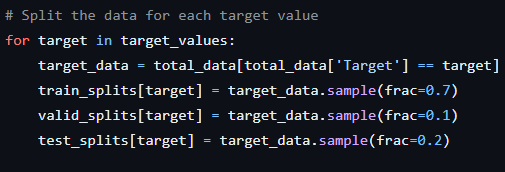 # Split the data for each target value
for target in target_values:
    target_data = total_data[total_data['Target'] == target]
    train_splits[target] = target_data.sample(frac=0.7)
    valid_splits[target] = target_data.sample(frac=0.1)
    test_splits[target] = target_data.sample(frac=0.2)